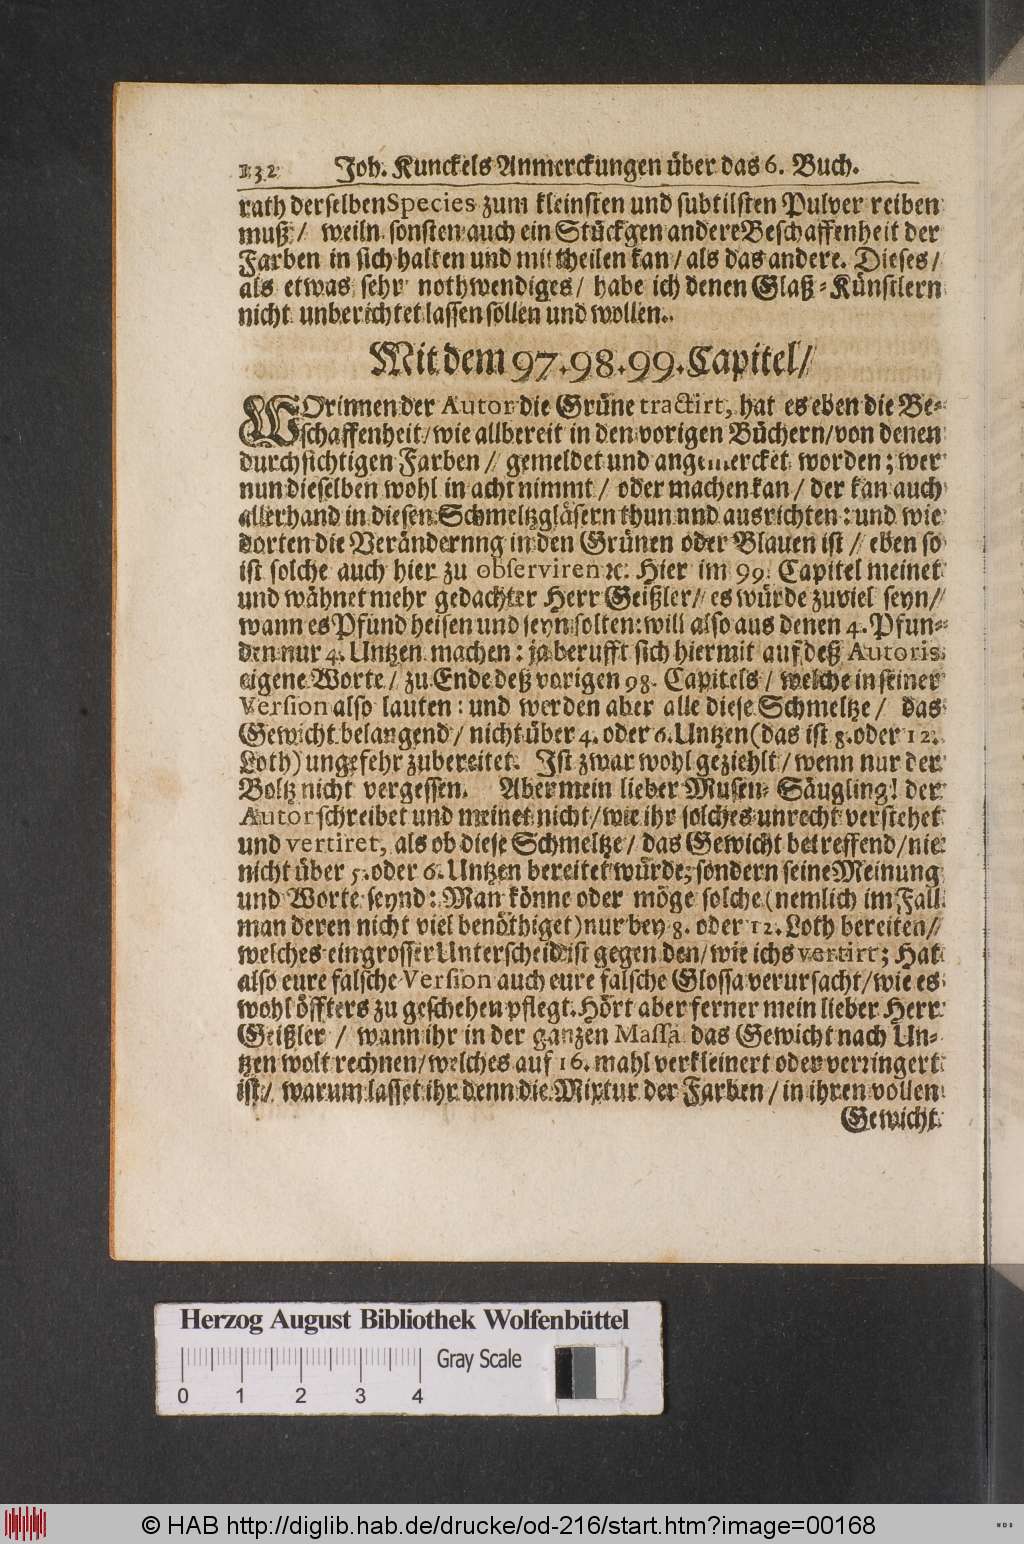 132 Joh. Kunckels Anmerckungen über das 6. Buch.
rath derselben Species zum kleinsten und subtilsten Pulver reiben
muß / weiln sonsten auch ein Stückgen andere Beschaffenheit der
Farben in sich halten und mittheilen kan / als das andere. Dieses /
als etwas sehr nothwendiges / habe ich denen Glaß-Künstlern
nicht unberichtet lassen sollen und wollen.
Mit dem 97. 98. 99. Capitel /
WOrinnen der Autor die Grüne tractirt, hat es eben die Be-
schaffenheit / wie allbereit in den vorigen Büchern / von denen
durchsichtigen Farben / gemeldet und angemercket worden; wer
nun dieselben wohl in acht nimmt / oder machen kan / der kan auch
allerhand in diesen Schmeltzgläsern thun nnd ausrichten: und wie
dorten die Verändernng in den Grünen oder Blauen ist / eben so
ist solche auch hier zu observiren ꝛc. Hier im 99. Capitel meinet
und wähnet mehr gedachter Herr Geißler / es würde zuviel seyn /
wann es Pfund heisen und seyn solten: will also aus denen 4. Pfun-
den nur 4. Untzen machen: ja berufft sich hiermit auf deß Autoris
eigene Worte / zu Ende deß vorigen 98. Capitels / welche in seiner
Version also lauten: und werden aber alle diese Schmeltze / das
Gewicht belangend / nicht über 4. oder 6. Untzen (das ist 8. oder 12.
Loth) ungefehr zubereitet. Ist zwar wohl geziehlt / wenn nur der
Boltz nicht vergessen. Aber mein lieber Musen-Säugling! der
Autor schreibet und meinet nicht / wie ihr solches unrecht verstehet
und vertiret, als ob diese Schmeltze / das Gewicht betreffend / nie
nicht über 5. oder 6. Untzen bereitet würde; sondern seine Meinung
und Worte seynd: Man könne oder möge solche (nemlich im Fall
man deren nicht viel benöthiget) nur bey 8. oder 12. Loth bereiten /
welches ein grosser Unterscheid ist gegen den / wie ichs vertirt; Hat
also eure falsche Version auch eure falsche Glossa verursacht / wie es
wohl öffters zu geschehen pflegt. Hört aber ferner mein lieber Herr
Geißler / wann ihr in der ganzen Massa das Gewicht nach Un-
tzen wolt rechnen / welches auf 16. mahl verkleinert oder verringert
ist / warum lasset ihr denn die Mixtur der Farben / in ihren vollen
Gewicht
Herzog August Bibliothek Wolfenbüttel
Gray Scale
0 1 2 3 4
© HAB http://diglib.hab.de/drucke/od-216/start.htm?image=00168